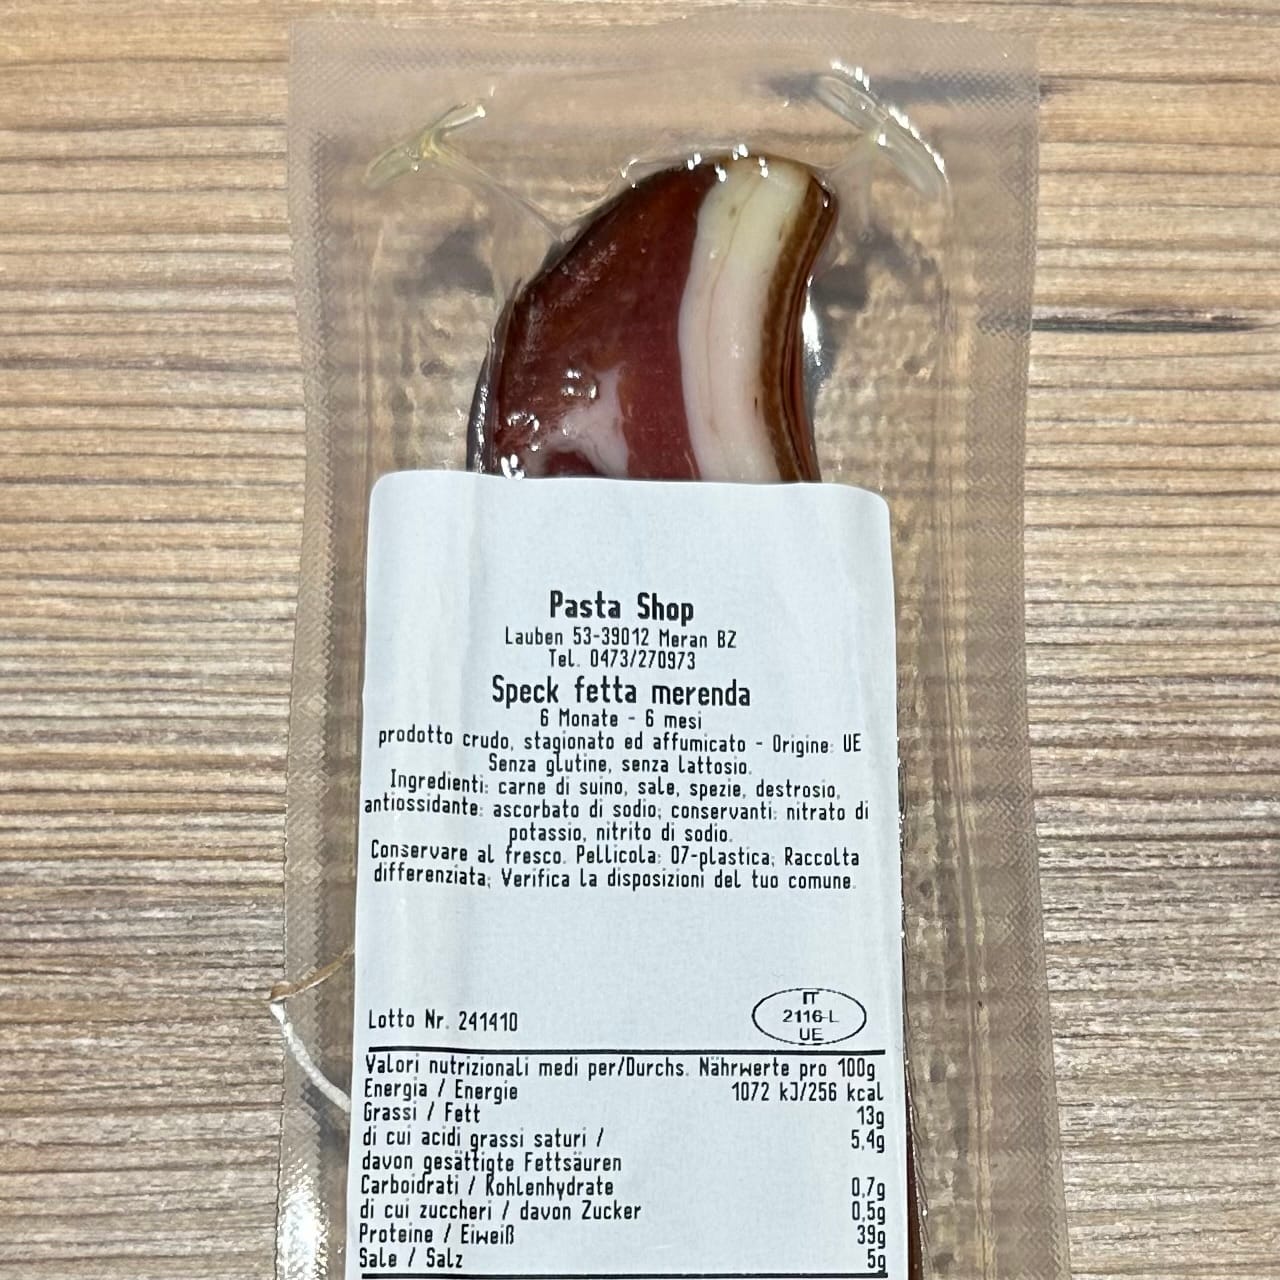 Pasta Shop
Lauben 53-39012 Meran BZ
Tel. 0473/270973
Speck fetta merenda
6 Monate - 6 mesi
prodotto crudo, stagionato ed affumicato - Origine: UE
Senza glutine, senza lattosio.
Ingredienti: carne di suino, sale, spezie, destrosio,
antiossidante: ascorbato di sodio; conservanti: nitrato di
potassio, nitrito di sodio.
Conservare al fresco. Pellicola: 07-plastica; Raccolta
differenziata; Verifica la disposizioni del tuo comune.
Lotto Nr. 241410
IT
2116-L
UE
Valori nutrizionali medi per/Durchs. Nährwerte pro 100g
Energia / Energie 1072 kJ/256 kcal
Grassi / Fett 13g
di cui acidi grassi saturi / 5,4g
davon gesättigte Fettsäuren
Carboidrati / Kohlenhydrate 0,7g
di cui zuccheri / davon Zucker 0,5g
Proteine / Eiweiß 39g
Sale / Salz 5g